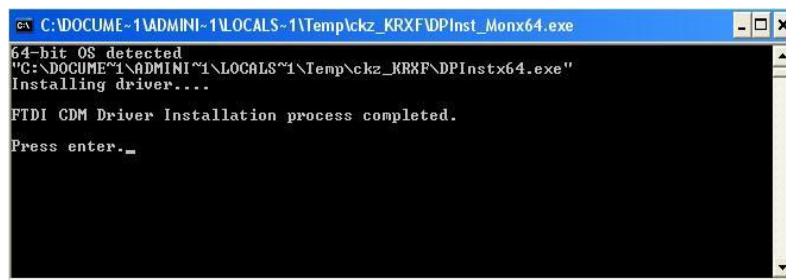 C:\DOCUME~1\ADMINI~1\LOCALS~1\Temp\ckz_KRXF\DPInst_Monx64.exe
64-bit OS detected
"C:\DOCUME~1\ADMINI~1\LOCALS~1\Temp\ckz_KRXF\DPInstx64.exe"
Installing driver....
FTDI CDM Driver Installation process completed.
Press enter._